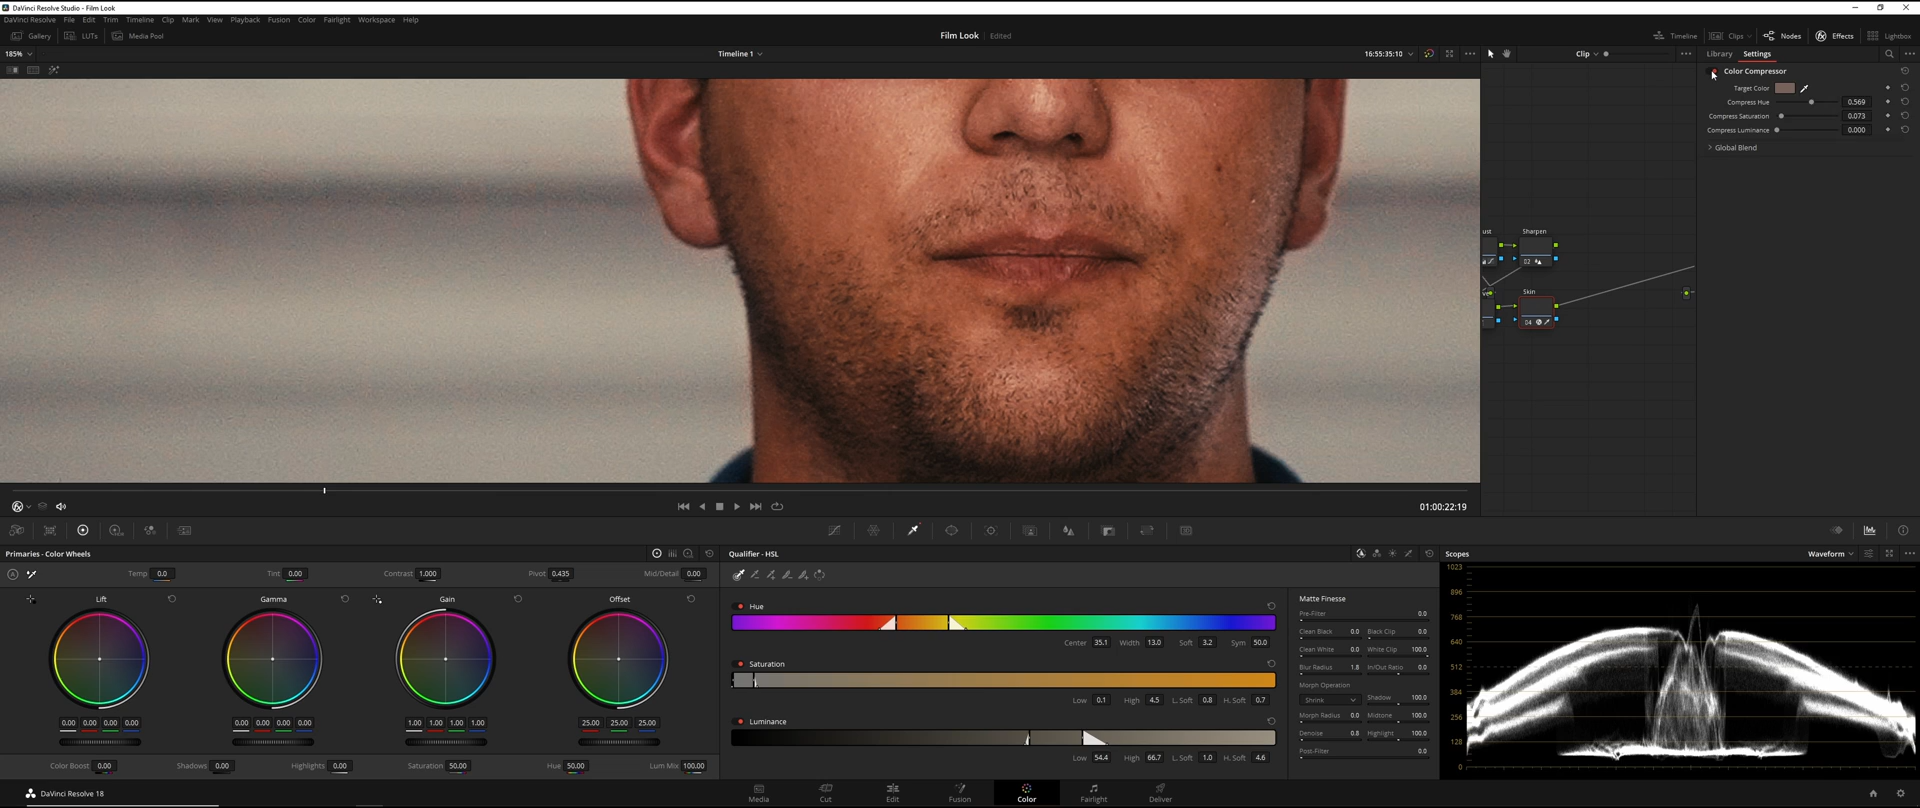 DaVinci Resolve Studio - Film Look
DaVinci Resolve File Edit Trim Timeline Clip Mark View Playback Fusion Color Fairlight Workspace Help
Gallery LUTs Media Pool Film Look Edited Timeline Clips Nodes Effects Lightbox
185% Timeline 1 16:55:35:10 Clip Library Settings
Color Compressor
Target Color
Compress Hue 0.569
Compress Saturation 0.073
Compress Luminance 0.000
Global Blend
ust Sharpen
02
Skin
04
01:00:22:19
Primaries - Color Wheels
Temp 0.0 Tint 0.00 Contrast 1.000 Pivot 0.435 Mid/Detail 0.00
Lift Gamma Gain Offset
0.00 0.00 0.00 0.00 0.00 0.00 0.00 0.00 1.00 1.00 1.00 1.00 25.00 25.00 25.00
Color Boost 0.00 Shadows 0.00 Highlights 0.00 Saturation 50.00 Hue 50.00 Lum Mix 100.00
Qualifier - HSL
Hue
Center 35.1 Width 13.0 Soft 3.2 Sym 50.0
Saturation
Low 0.1 High 4.5 L. Soft 0.8 H. Soft 0.7
Luminance
Low 54.4 High 66.7 L. Soft 1.0 H. Soft 4.6
Matte Finesse
Pre-Filter 0.0
Clean Black 0.0 Black Clip 0.0
Clean White 0.0 White Clip 100.0
Blur Radius 1.8 In/Out Ratio 0.0
Morph Operation
Shrink Shadow 100.0
Morph Radius 0.0 Midtone 100.0
Denoise 0.8 Highlight 100.0
Post-Filter 0.0
Scopes Waveform
1023
896
768
640
512
384
256
128
0
DaVinci Resolve 18
Media Cut Edit Fusion Color Fairlight Deliver